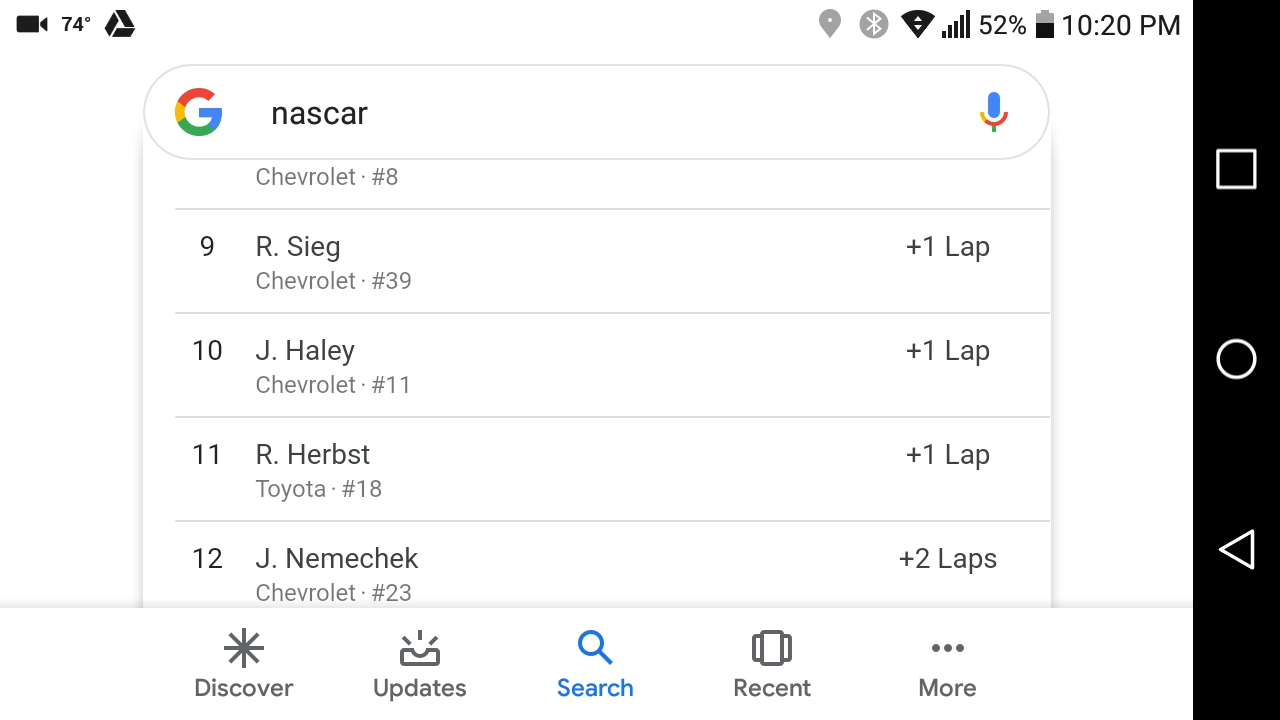 74° 52% 10:20 PM
nascar
Chevrolet · #8
9 R. Sieg +1 Lap
Chevrolet · #39
10 J. Haley +1 Lap
Chevrolet · #11
11 R. Herbst +1 Lap
Toyota · #18
12 J. Nemechek +2 Laps
Chevrolet · #23
Discover Updates Search Recent More